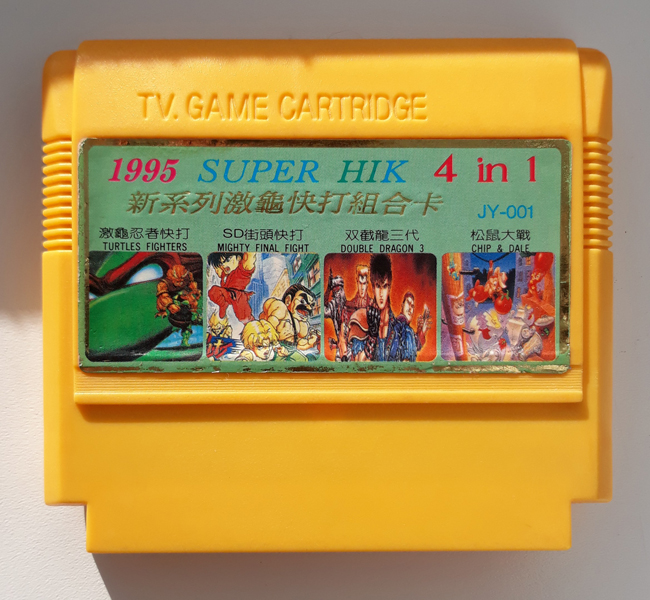 TV. GAME CARTRIDGE
1995 SUPER HIK 4 in 1
新系列激龜快打組合卡 JY-001
激龜忍者快打 SD街頭快打 双截龍三代 松鼠大戰
TURTLES FIGHTERS MIGHTY FINAL FIGHT DOUBLE DRAGON 3 CHIP & DALE